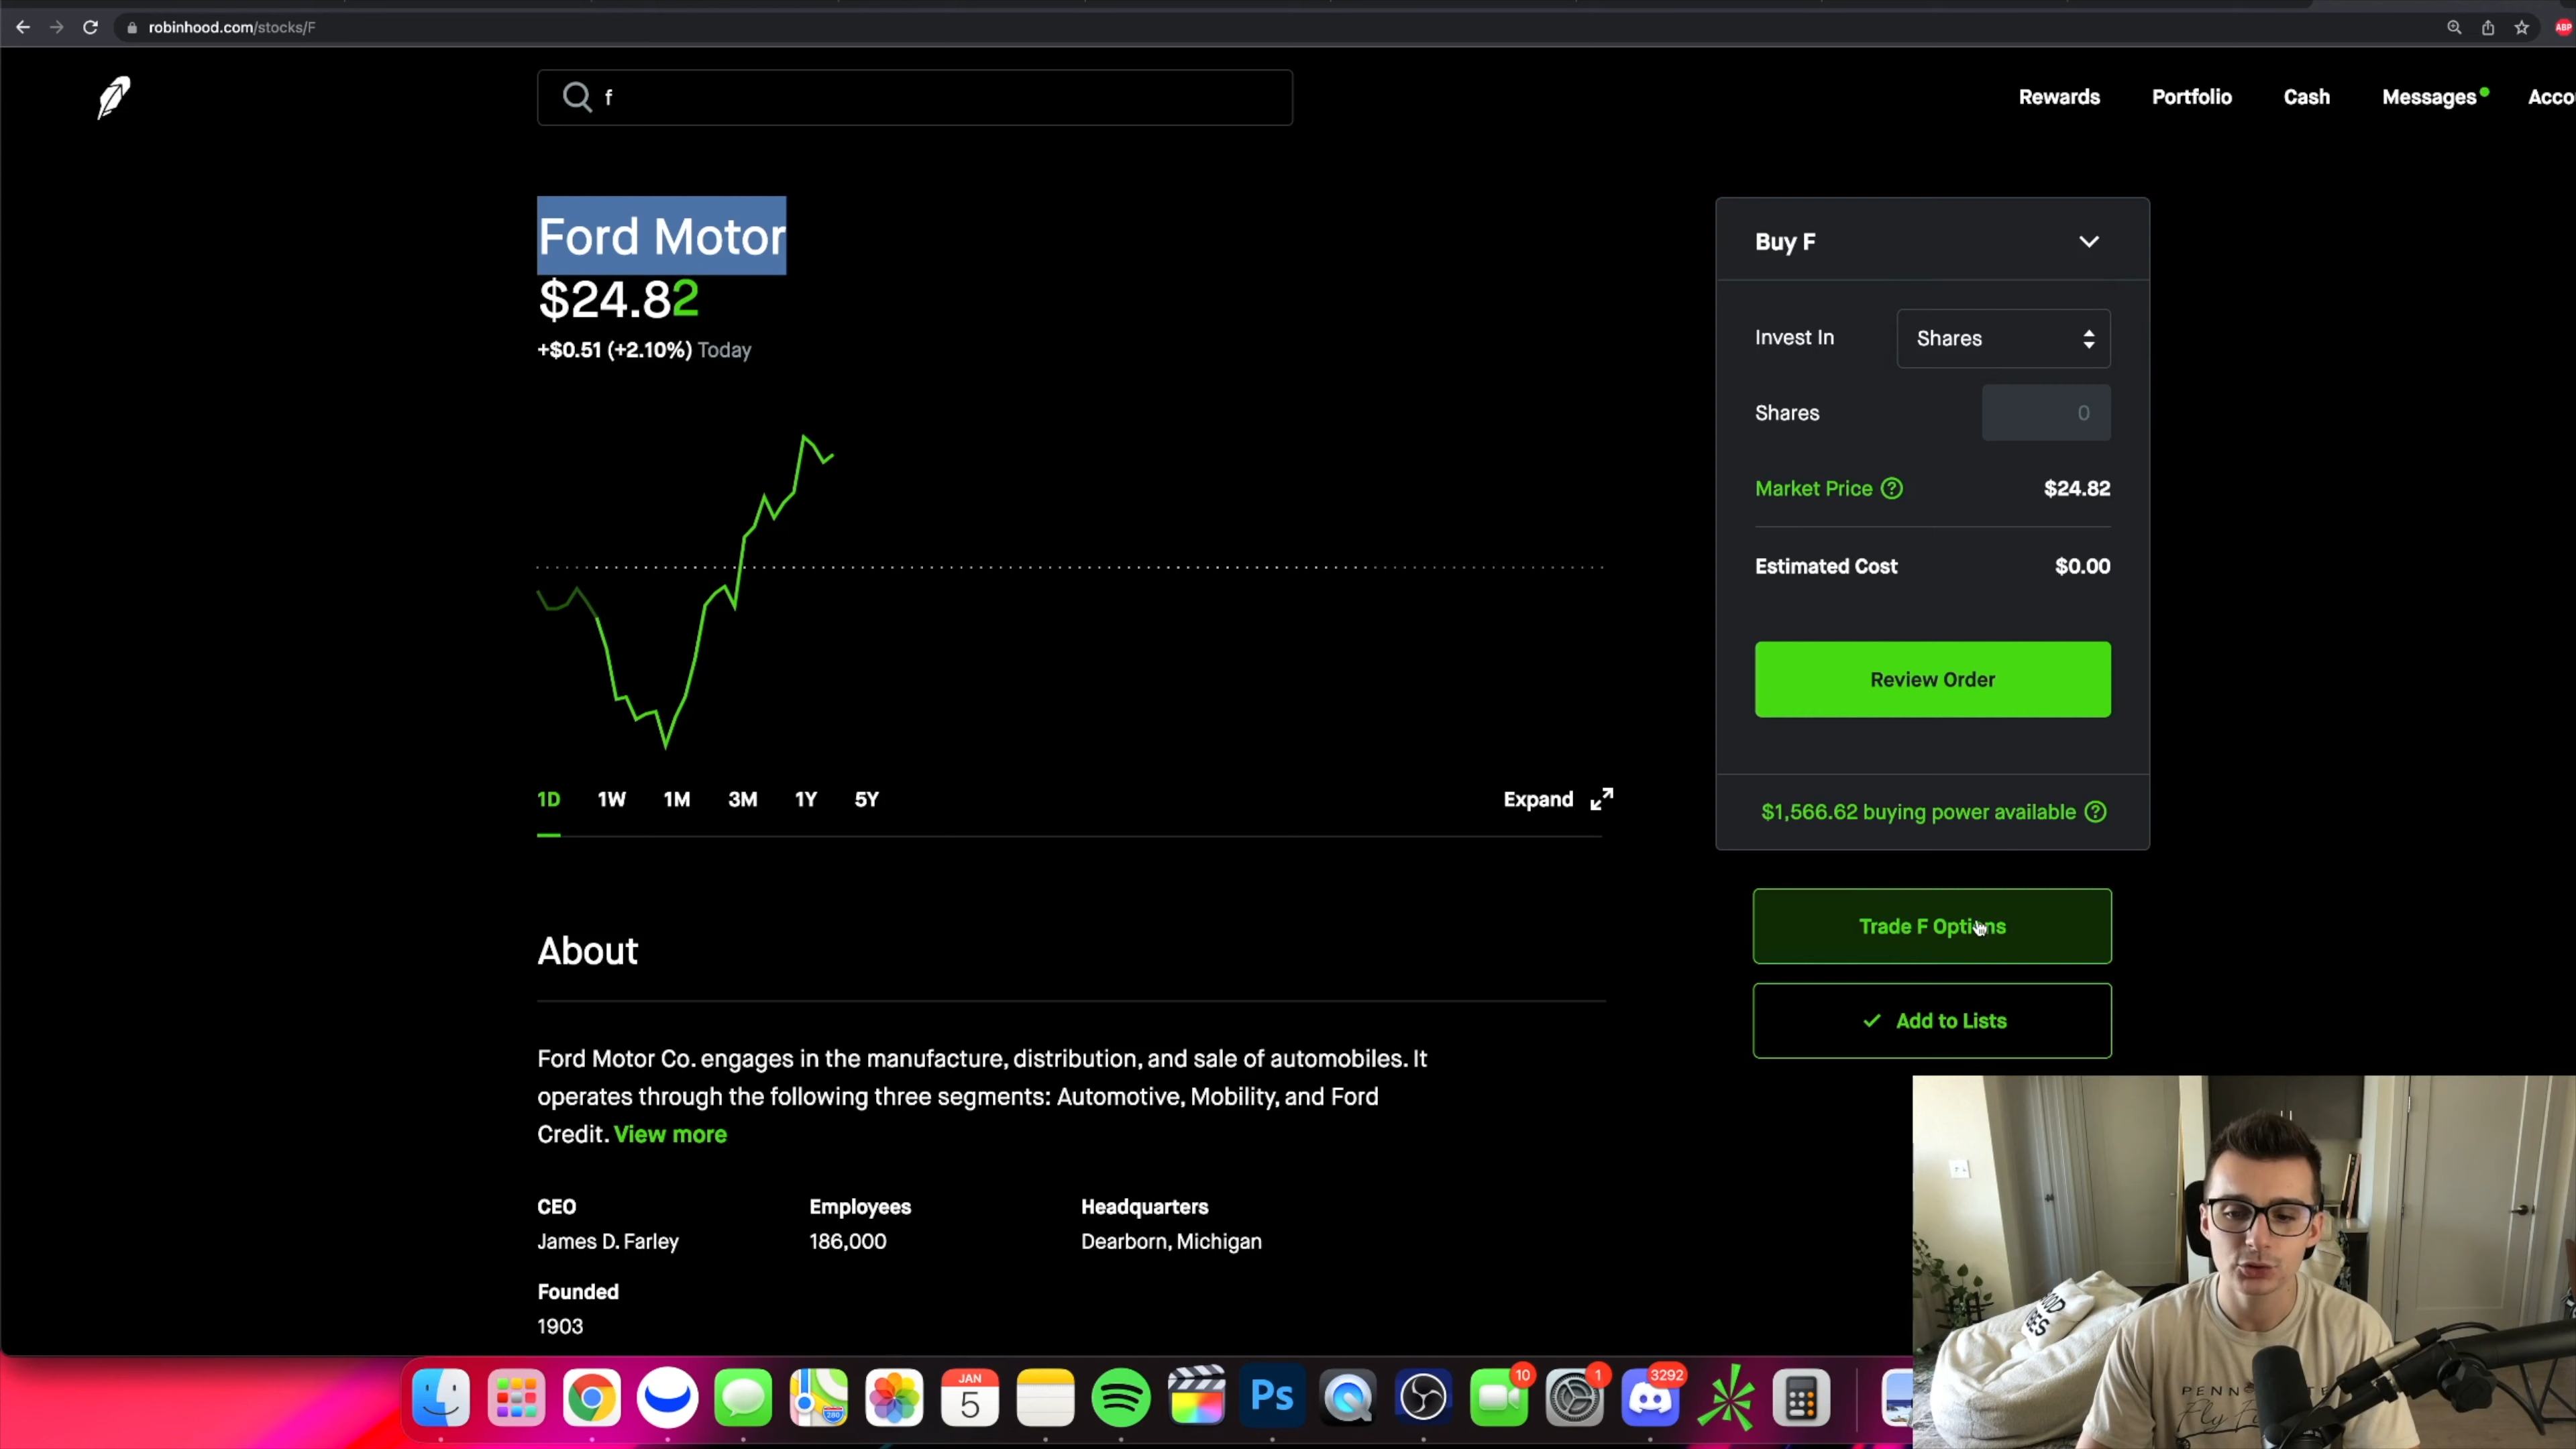 robinhood.com/stocks/F
ABP
f
Rewards
Portfolio
Cash
Messages
Acco
Ford Motor
$24.82
+$0.51 (+2.10%) Today
1D
1W
1M
3M
1Y
5Y
Expand
Buy F
Invest In
Shares
Shares
0
Market Price
$24.82
Estimated Cost
$0.00
Review Order
$1,566.62 buying power available
Trade F Options
Add to Lists
About
Ford Motor Co. engages in the manufacture, distribution, and sale of automobiles. It
operates through the following three segments: Automotive, Mobility, and Ford
Credit. View more
CEO
Employees
Headquarters
James D. Farley
186,000
Dearborn, Michigan
Founded
1903
JAN
5
280
Ps
10
1
3292
PENN
Fly